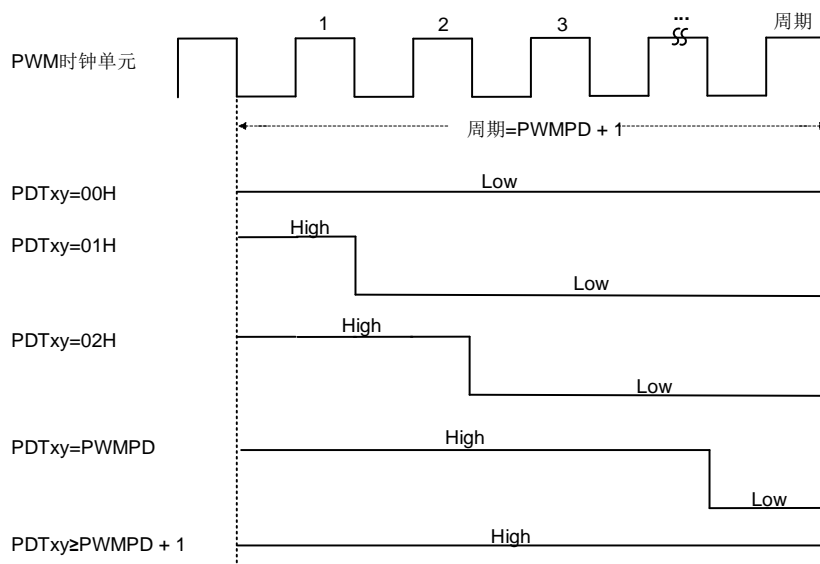 1 2 3 ... 周期
PWM时钟单元
周期=PWMPD + 1
PDTxy=00H Low
PDTxy=01H High Low
PDTxy=02H High Low
PDTxy=PWMPD High Low
PDTxy≥PWMPD + 1 High